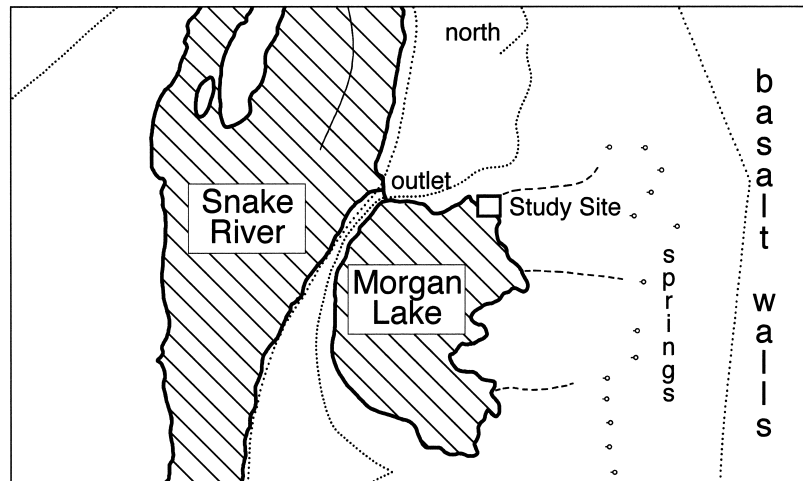 north
outlet
Snake
River
Study Site
Morgan
Lake
springs
basalt walls